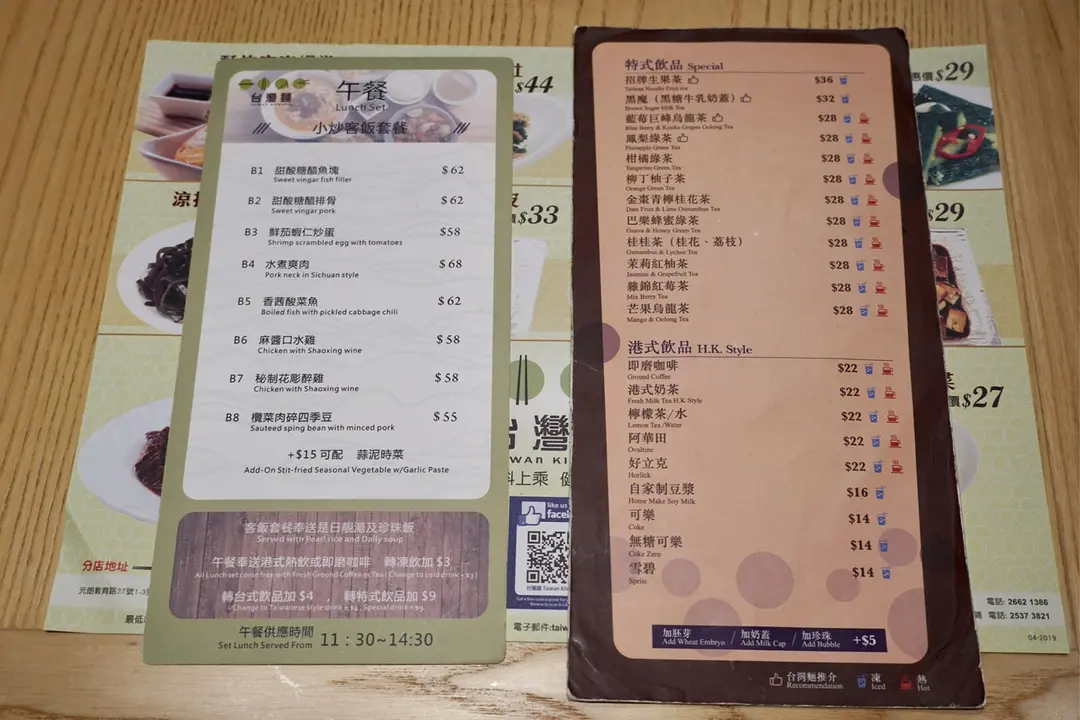 台灣麵
午餐
Lunch Set
小炒客飯套餐
B1 甜酸糖醋魚塊 $62
Sweet vingar fish filler
B2 甜酸糖醋排骨 $62
Sweet vingar pork
B3 鮮茄蝦仁炒蛋 $58
Shrimp scrambled egg with tomatoes
B4 水煮爽肉 $68
Pork neck in Sichuan style
B5 香茜酸菜魚 $62
Boiled fish with pickled cabbage chili
B6 麻醬口水雞 $58
Chicken with Shaoxing wine
B7 秘制花彫醉雞 $58
Chicken with Shaoxing wine
B8 欖菜肉碎四季豆 $55
Sauteed sping bean with minced pork
+$15 可配 蒜泥時菜
Add-On Stit-fried Seasonal Vegetable w/Garlic Paste
客飯套餐奉送是日靚湯及珍珠飯
Served with Pearl rice and Daily soup
午餐奉送港式熱飲或即磨咖啡 轉凍飲加 $3
All Lunch set come free with Fresh Ground Coffee or Tea ( Change to cold drink + $3 )
轉台式飲品加 $4 , 轉特式飲品加 $9
Change to Taiwanese style drink + $4 , Special drink + $9
午餐供應時間
Set Lunch Served From 11:30~14:30
特式飲品 Special
招牌生果茶 $36
Taiwan Noodle Fruit tea
黑魔（黑糖牛乳奶蓋） $32
Brown Sugar Milk Tea
藍莓巨峰烏龍茶 $28
Blue Berry & Kyoho Grapes Oolong Tea
鳳梨綠茶 $28
Pineapple Green Tea
柑橘綠茶 $28
Tangerine Green Tea
柳丁柚子茶 $28
Orange Green Tea
金棗青檸桂花茶 $28
Date Fruit & Lime Osmanthus Tea
巴樂蜂蜜綠茶 $28
Guava & Honey Green Tea
桂桂茶（桂花、荔枝） $28
Osmanthus & Lychee Tea
茉莉紅柚茶 $28
Jasmine & Grapefruit Tea
雜錦紅莓茶 $28
Mix Berry Tea
芒果烏龍茶 $28
Mango & Oolong Tea
港式飲品 H.K. Style
即磨咖啡 $22
Ground Coffee
港式奶茶 $22
Fresh Milk Tea H.K Style
檸檬茶/水 $22
Lemon Tea /Water
阿華田 $22
Ovaltine
好立克 $22
Horlick
自家制豆漿 $16
Home Make Soy Milk
可樂 $14
Coke
無糖可樂 $14
Coke Zero
雪碧 $14
Sprite
加胚芽 / 加奶蓋 / 加珍珠 +$5
Add Wheat Embryo / Add Milk Cap / Add Bubble
台灣麵推介 凍 熱
Recommendation Iced Hot
$44
$33
$29
$29
$27
灣
料上乘
like us
分店地址
電子郵件:taiw
電話: 2662 1386
電話: 2537 3821
04-2019